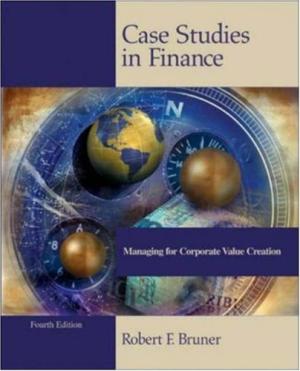 Case Studies
in Finance
N
Managing for Corporate Value Creation
Fourth Edition
Robert F. Bruner